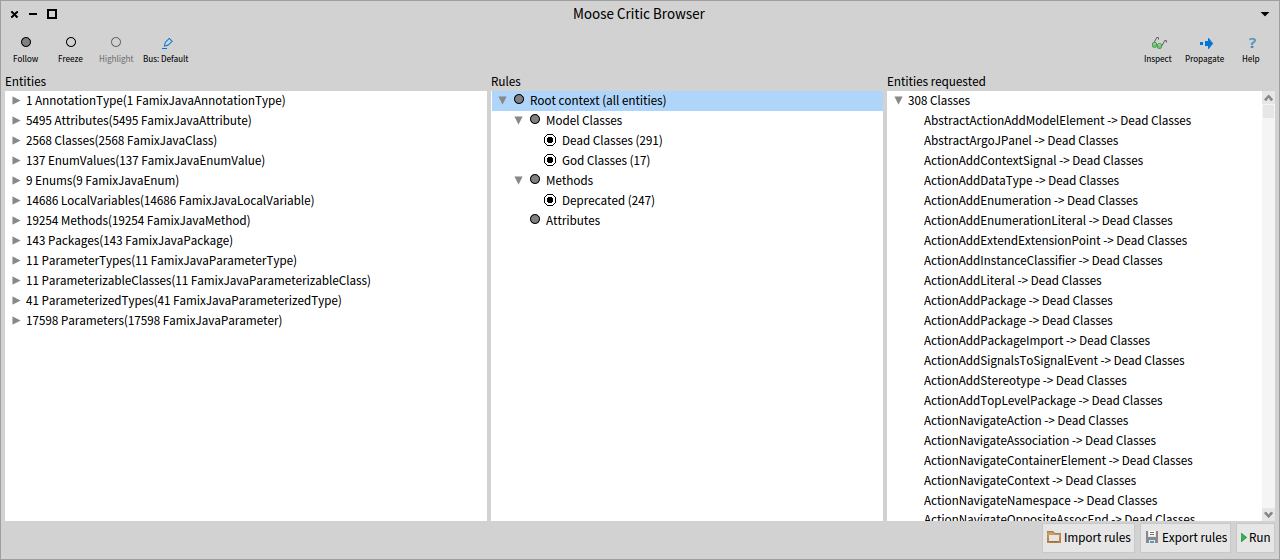 Moose Critic Browser
Follow Freeze Highlight Bus: Default Inspect Propagate Help
Entities
1 AnnotationType(1 FamixJavaAnnotationType)
5495 Attributes(5495 FamixJavaAttribute)
2568 Classes(2568 FamixJavaClass)
137 EnumValues(137 FamixJavaEnumValue)
9 Enums(9 FamixJavaEnum)
14686 LocalVariables(14686 FamixJavaLocalVariable)
19254 Methods(19254 FamixJavaMethod)
143 Packages(143 FamixJavaPackage)
11 ParameterTypes(11 FamixJavaParameterType)
11 ParameterizableClasses(11 FamixJavaParameterizableClass)
41 ParameterizedTypes(41 FamixJavaParameterizedType)
17598 Parameters(17598 FamixJavaParameter)
Rules
Root context (all entities)
Model Classes
Dead Classes (291)
God Classes (17)
Methods
Deprecated (247)
Attributes
Entities requested
308 Classes
AbstractActionAddModelElement -> Dead Classes
AbstractArgoJPanel -> Dead Classes
ActionAddContextSignal -> Dead Classes
ActionAddDataType -> Dead Classes
ActionAddEnumeration -> Dead Classes
ActionAddEnumerationLiteral -> Dead Classes
ActionAddExtendExtensionPoint -> Dead Classes
ActionAddInstanceClassifier -> Dead Classes
ActionAddLiteral -> Dead Classes
ActionAddPackage -> Dead Classes
ActionAddPackage -> Dead Classes
ActionAddPackageImport -> Dead Classes
ActionAddSignalsToSignalEvent -> Dead Classes
ActionAddStereotype -> Dead Classes
ActionAddTopLevelPackage -> Dead Classes
ActionNavigateAction -> Dead Classes
ActionNavigateAssociation -> Dead Classes
ActionNavigateContainerElement -> Dead Classes
ActionNavigateContext -> Dead Classes
ActionNavigateNamespace -> Dead Classes
ActionNavigateOppositeAssocEnd -> Dead Classes
Import rules Export rules Run